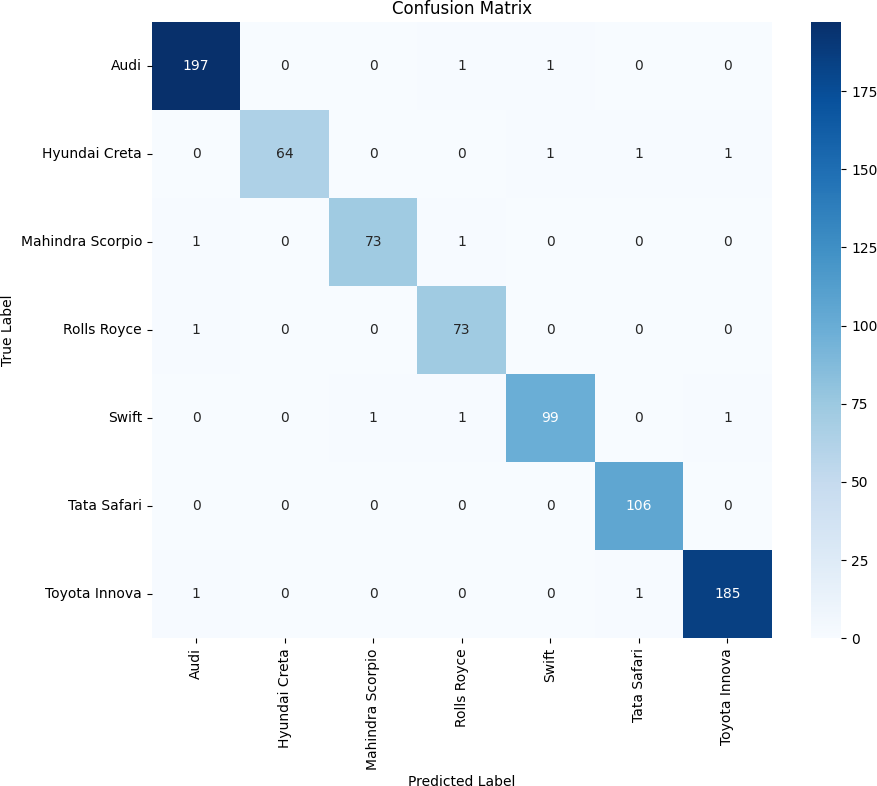 Confusion Matrix
Audi 197 0 0 1 1 0 0
Hyundai Creta 0 64 0 0 1 1 1
Mahindra Scorpio 1 0 73 1 0 0 0
Rolls Royce 1 0 0 73 0 0 0
Swift 0 0 1 1 99 0 1
Tata Safari 0 0 0 0 0 106 0
Toyota Innova 1 0 0 0 0 1 185
True Label
Audi Hyundai Creta Mahindra Scorpio Rolls Royce Swift Tata Safari Toyota Innova
Predicted Label
175
150
125
100
75
50
25
0